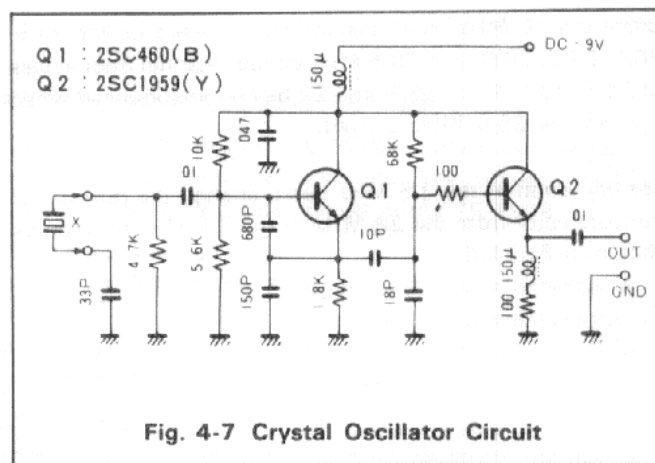 Q1 : 2SC460(B)
Q2 : 2SC1959(Y)
DC - 9V
150μ
047
10K
01
68K
100
Q1
Q2
X
4.7K
5.6K
680P
10P
01
OUT
33P
150P
1.8K
18P
100
150μ
GND
Fig. 4-7 Crystal Oscillator Circuit